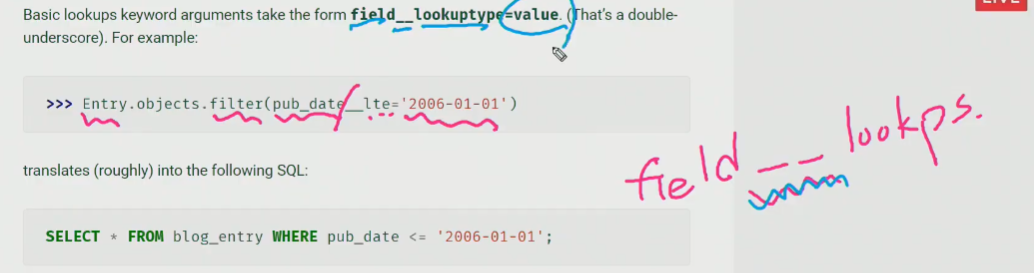 Basic lookups keyword arguments take the form field__lookuptype=value. (That's a double-
underscore). For example:
LIVE
>>> Entry.objects.filter(pub_date__lte='2006-01-01')
field__lookps.
translates (roughly) into the following SQL:
SELECT * FROM blog_entry WHERE pub_date <= '2006-01-01';